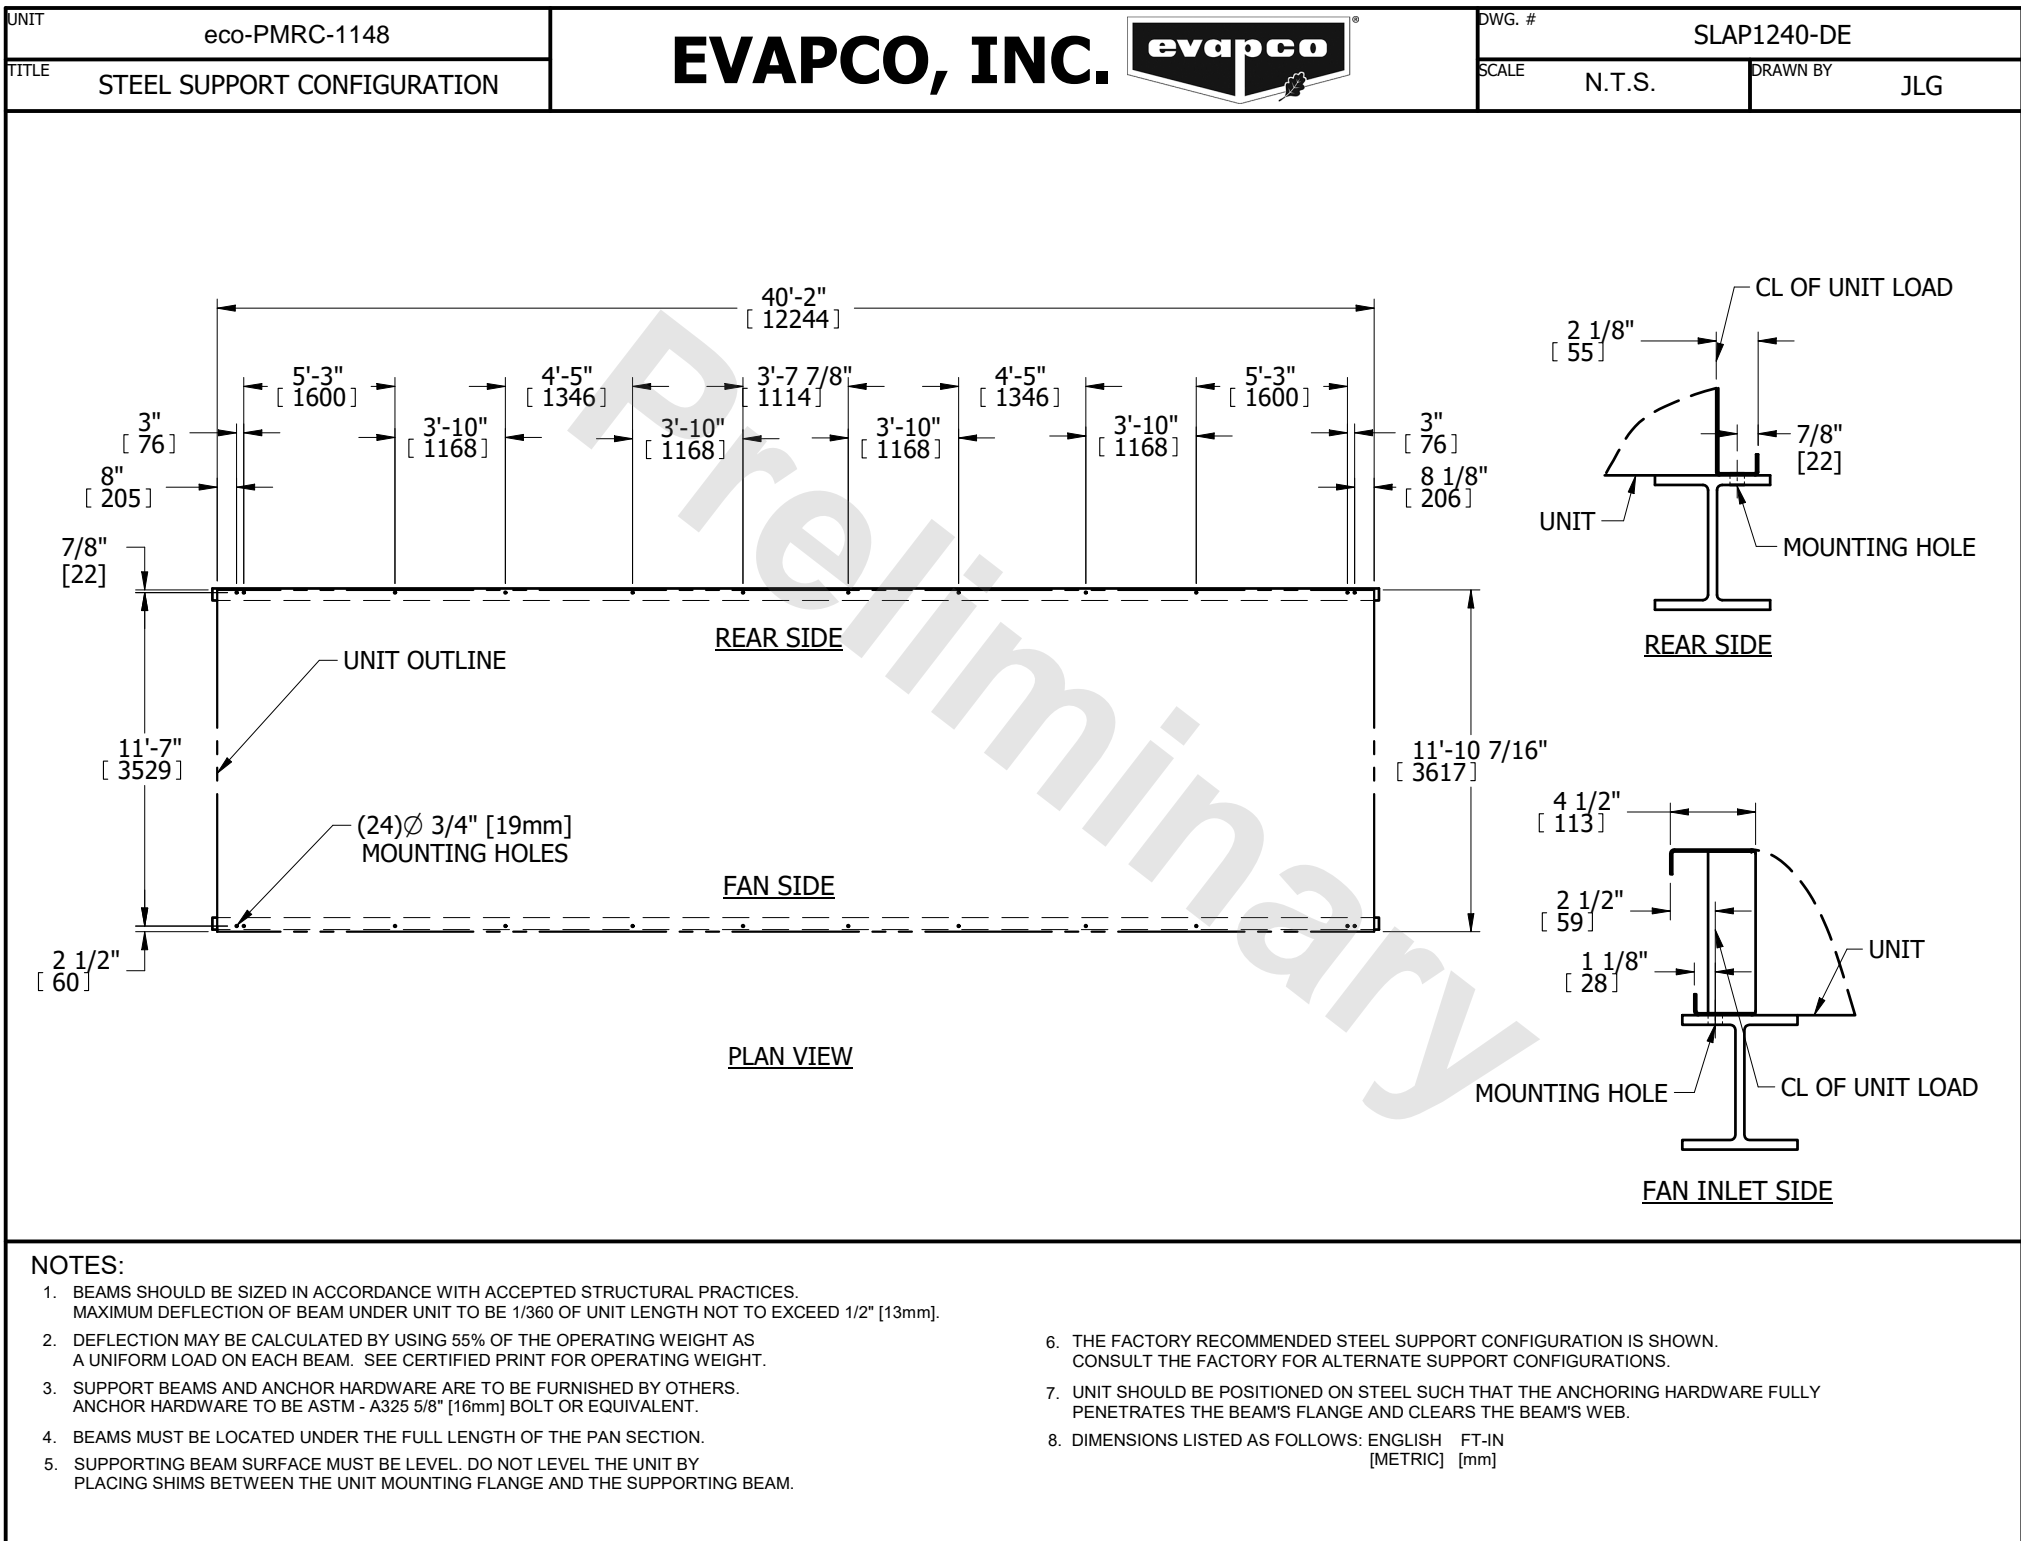 UNIT
eco-PMRC-1148
TITLE
STEEL SUPPORT CONFIGURATION
EVAPCO, INC.
evapco
®
DWG. #
SLAP1240-DE
SCALE
N.T.S.
DRAWN BY
JLG
40'-2"
[ 12244 ]
5'-3"
[ 1600 ]
4'-5"
[ 1346 ]
3'-7 7/8"
[ 1114 ]
4'-5"
[ 1346 ]
5'-3"
[ 1600 ]
3"
[ 76 ]
3'-10"
[ 1168 ]
3'-10"
[ 1168 ]
3'-10"
[ 1168 ]
3'-10"
[ 1168 ]
3"
[ 76 ]
8"
[ 205 ]
8 1/8"
[ 206 ]
7/8"
[22]
REAR SIDE
UNIT OUTLINE
11'-7"
[ 3529 ]
11'-10 7/16"
[ 3617 ]
(24)Ø 3/4" [19mm]
MOUNTING HOLES
FAN SIDE
2 1/2"
[ 60 ]
PLAN VIEW
Preliminary
CL OF UNIT LOAD
2 1/8"
[ 55 ]
7/8"
[22]
UNIT
MOUNTING HOLE
REAR SIDE
4 1/2"
[ 113 ]
2 1/2"
[ 59 ]
1 1/8"
[ 28 ]
UNIT
MOUNTING HOLE
CL OF UNIT LOAD
FAN INLET SIDE
NOTES:
1. BEAMS SHOULD BE SIZED IN ACCORDANCE WITH ACCEPTED STRUCTURAL PRACTICES.
MAXIMUM DEFLECTION OF BEAM UNDER UNIT TO BE 1/360 OF UNIT LENGTH NOT TO EXCEED 1/2" [13mm].
2. DEFLECTION MAY BE CALCULATED BY USING 55% OF THE OPERATING WEIGHT AS
A UNIFORM LOAD ON EACH BEAM. SEE CERTIFIED PRINT FOR OPERATING WEIGHT.
3. SUPPORT BEAMS AND ANCHOR HARDWARE ARE TO BE FURNISHED BY OTHERS.
ANCHOR HARDWARE TO BE ASTM - A325 5/8" [16mm] BOLT OR EQUIVALENT.
4. BEAMS MUST BE LOCATED UNDER THE FULL LENGTH OF THE PAN SECTION.
5. SUPPORTING BEAM SURFACE MUST BE LEVEL. DO NOT LEVEL THE UNIT BY
PLACING SHIMS BETWEEN THE UNIT MOUNTING FLANGE AND THE SUPPORTING BEAM.
6. THE FACTORY RECOMMENDED STEEL SUPPORT CONFIGURATION IS SHOWN.
CONSULT THE FACTORY FOR ALTERNATE SUPPORT CONFIGURATIONS.
7. UNIT SHOULD BE POSITIONED ON STEEL SUCH THAT THE ANCHORING HARDWARE FULLY
PENETRATES THE BEAM'S FLANGE AND CLEARS THE BEAM'S WEB.
8. DIMENSIONS LISTED AS FOLLOWS: ENGLISH FT-IN
[METRIC] [mm]